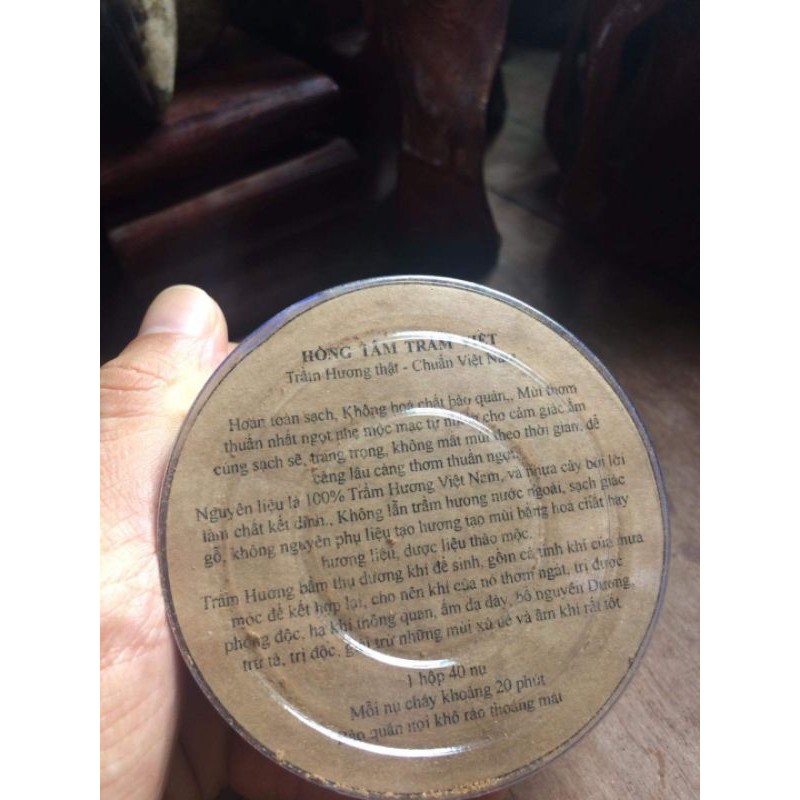 HỒNG TÂM TRẦM VIỆT
Trầm Hương thật - Chuẩn Việt Nam
Hoàn toàn sạch, Không hoá chất bảo quản,, Mùi thơm
thuần nhất ngọt nhẹ mộc mạc tự nhiên cho cảm giác ấm
cúng sạch sẽ, trang trọng, không mất mùi theo thời gian, để
càng lâu càng thơm thuần ngọt.
Nguyên liệu là 100% Trầm Hương Việt Nam, và nhựa cây bời lời
làm chất kết dính., Không lẫn trầm hương nước ngoài, sạch giác
gỗ, không nguyên phụ liệu tạo hương tạo mùi bằng hoá chất hay
hương liệu, dược liệu thảo mộc.
Trầm Hương bẩm thụ dương khí để sinh, gồm cả tinh khí của mưa
móc để kết hợp lại, cho nên khí của nó thơm ngát, trị được
phong độc, hạ khí thông quan, ấm dạ dày, bổ nguyên Dương,
trừ tà, trị độc, giải trừ những mùi xú uế và âm khí rất tốt
1 hộp 40 nụ
Mỗi nụ cháy khoảng 20 phút
Bảo quản nơi khô ráo thoáng mát